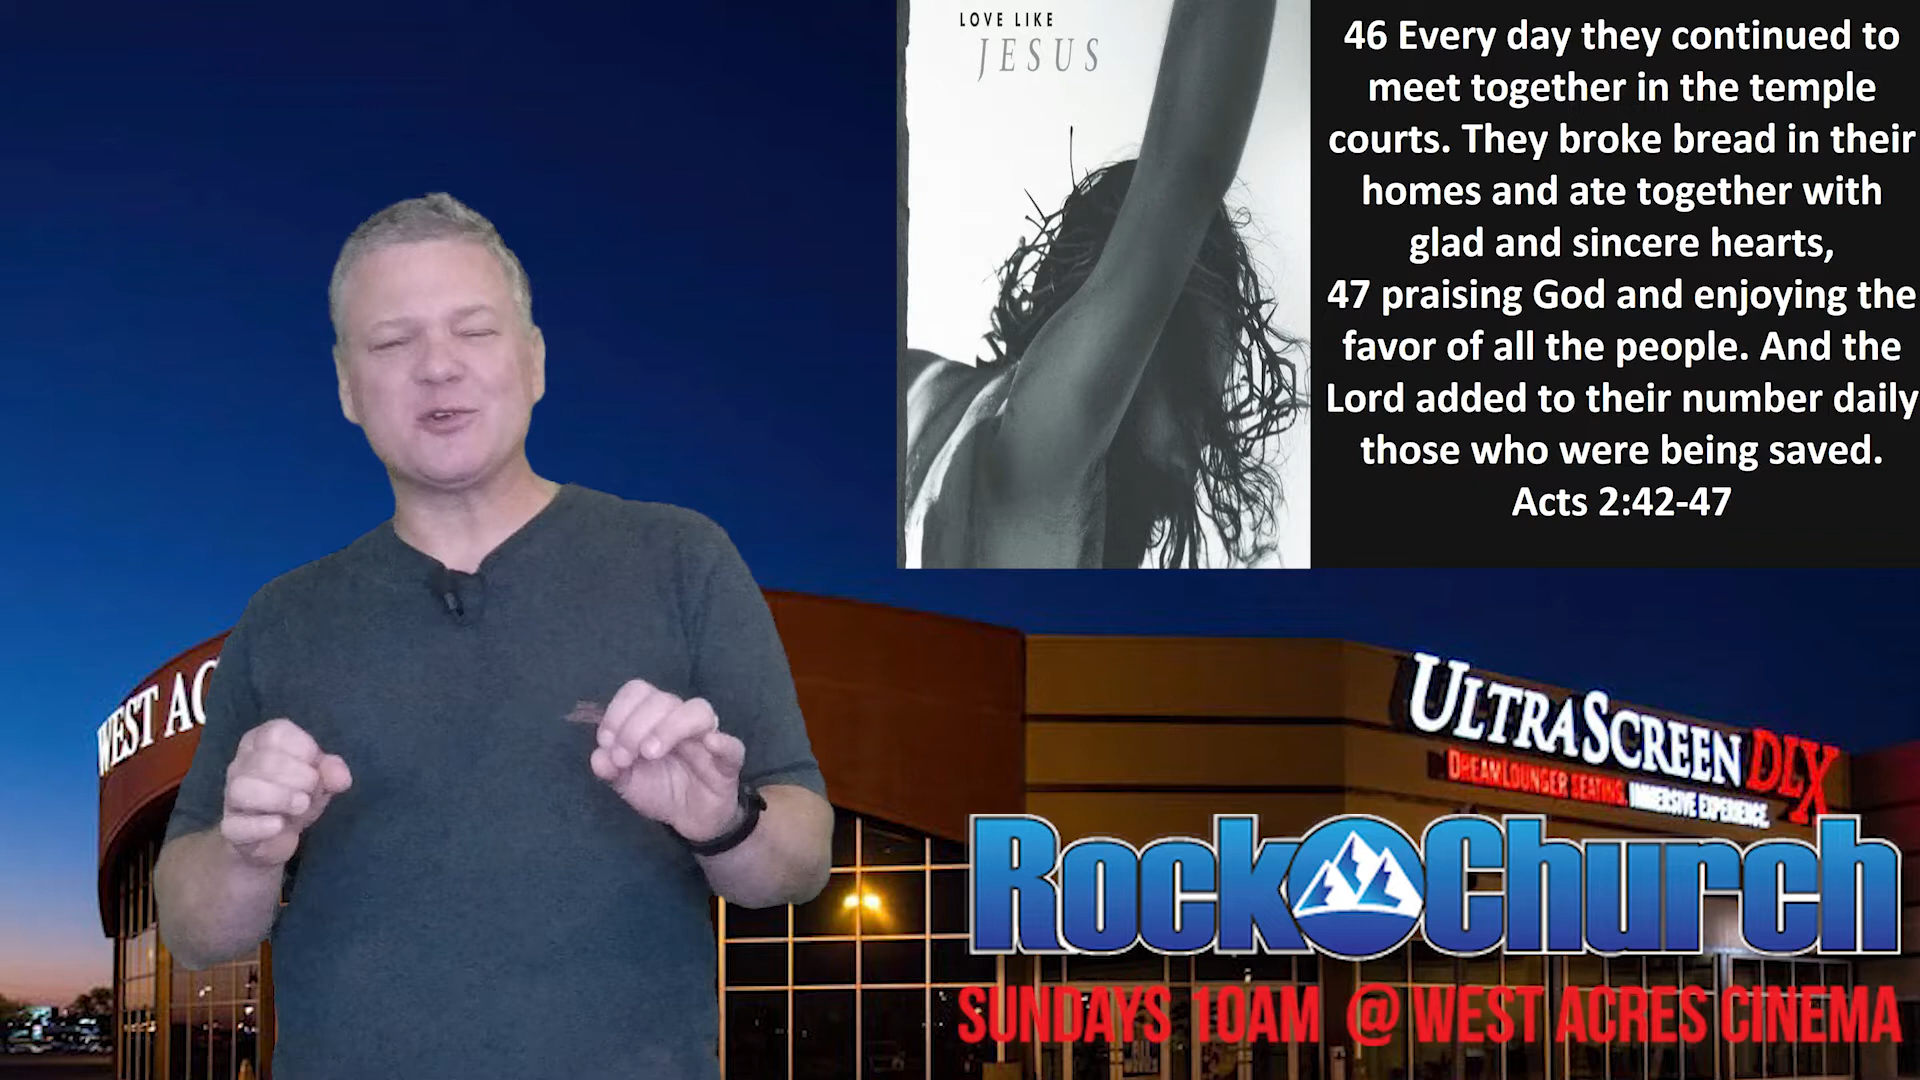 LOVE LIKE
JESUS
46 Every day they continued to
meet together in the temple
courts. They broke bread in their
homes and ate together with
glad and sincere hearts,
47 praising God and enjoying the
favor of all the people. And the
Lord added to their number daily
those who were being saved.
Acts 2:42-47
WEST AC
ULTRASCREEN DLX
DREAMLOUNGER SEATING. IMMERSIVE EXPERIENCE.
Rock Church
SUNDAYS 10AM @ WEST ACRES CINEMA